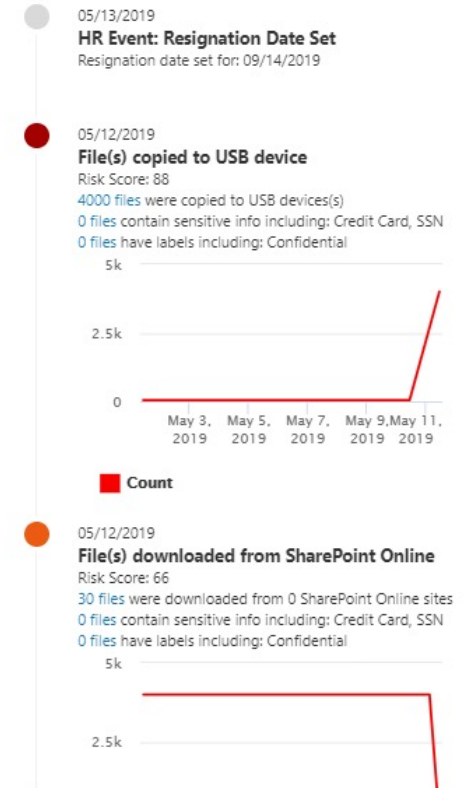 05/13/2019
HR Event: Resignation Date Set
Resignation date set for: 09/14/2019
05/12/2019
File(s) copied to USB device
Risk Score: 88
4000 files were copied to USB devices(s)
0 files contain sensitive info including: Credit Card, SSN
0 files have labels including: Confidential
5k
2.5k
0
May 3, May 5, May 7, May 9, May 11,
2019 2019 2019 2019 2019
Count
05/12/2019
File(s) downloaded from SharePoint Online
Risk Score: 66
30 files were downloaded from 0 SharePoint Online sites
0 files contain sensitive info including: Credit Card, SSN
0 files have labels including: Confidential
5k
2.5k